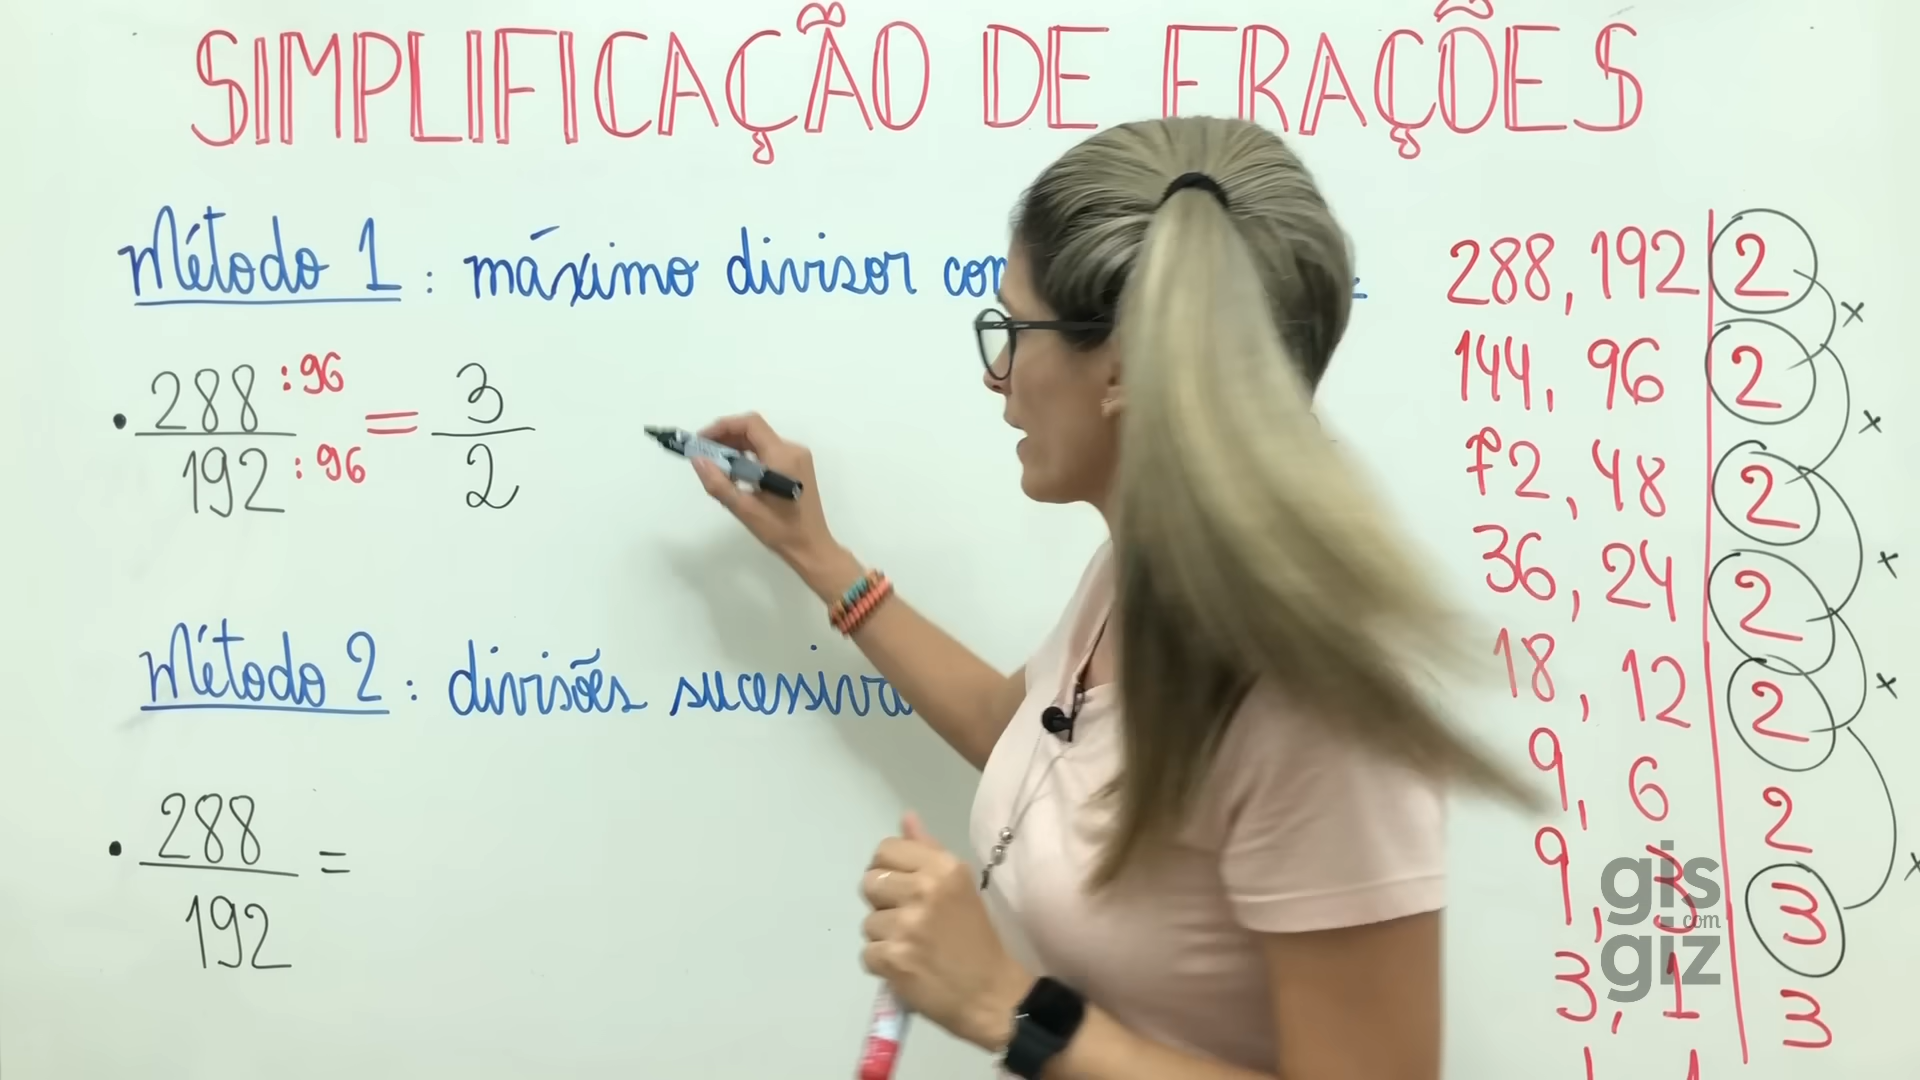 SIMPLIFICAÇÃO DE FRAÇÕES
Método 1: máximo divisor
288 :96 = 3
192 :96 2
Método 2: divisões
288 =
192
288, 192 2 x
144, 96 2 x
72, 48 2 x
36, 24 2 x
18, 12 2 x
9, 6 2
9, 3 3
3, 1 3
gis
com
giz